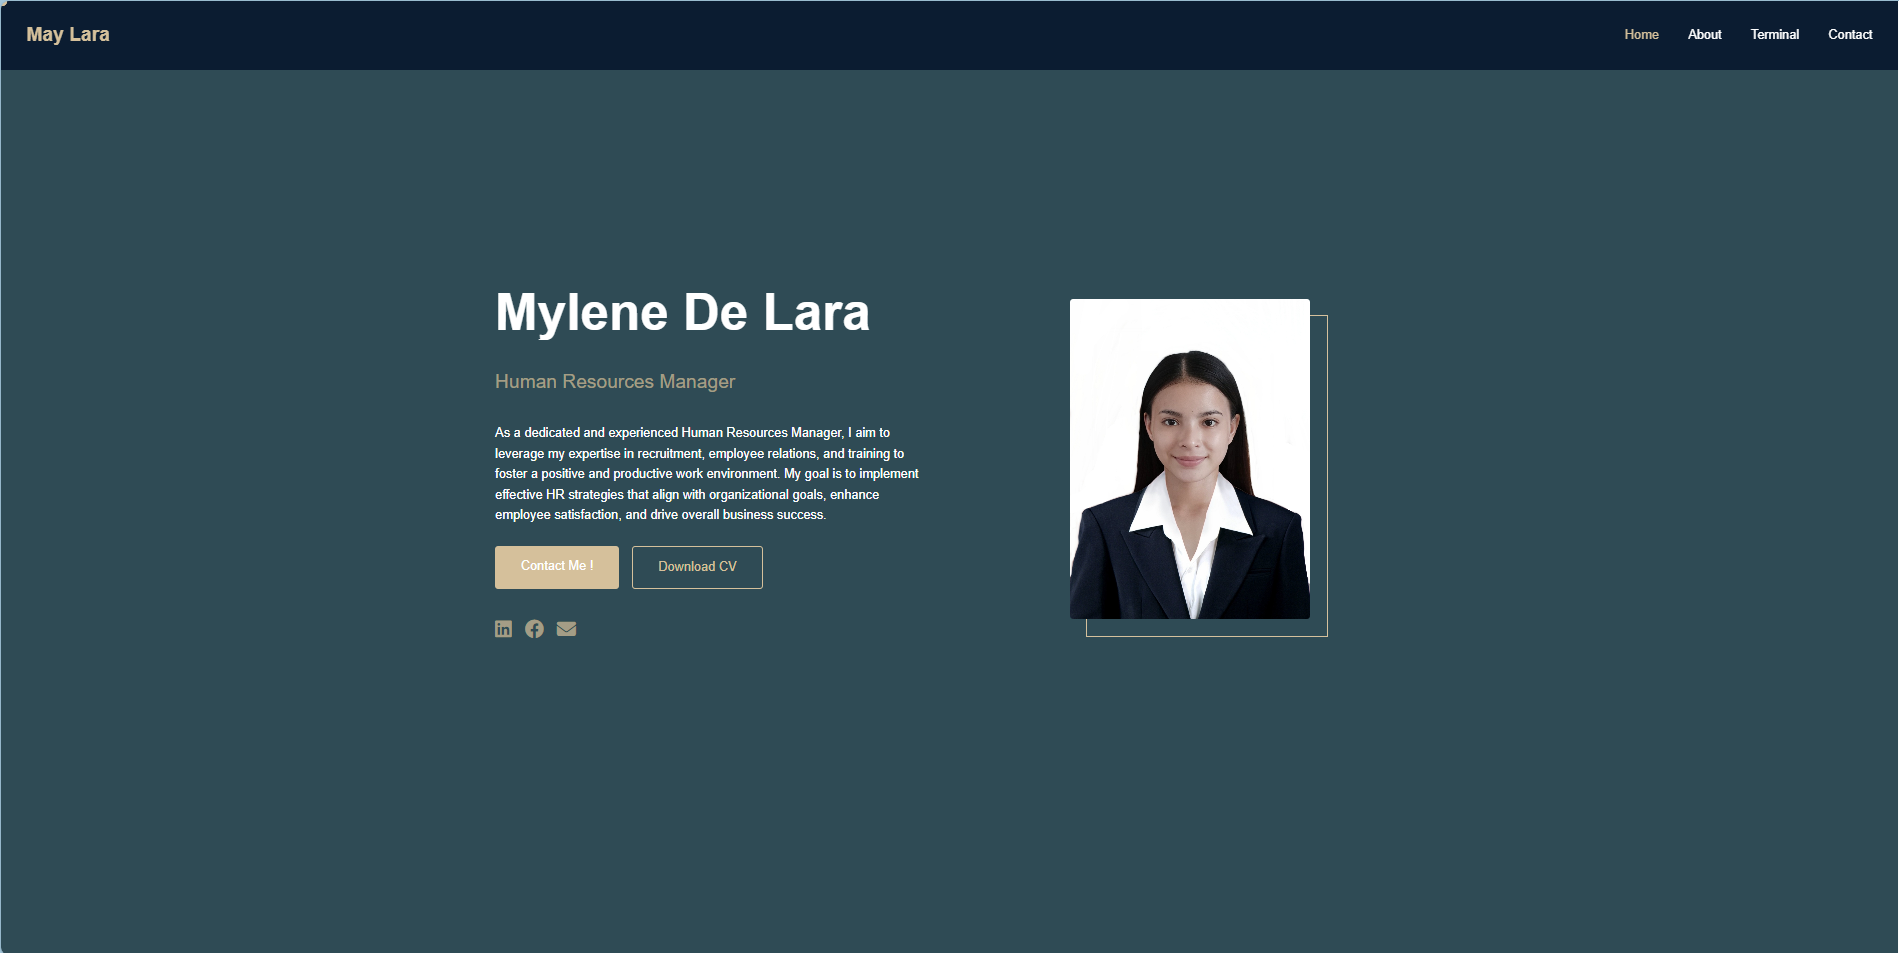 May Lara
Home About Terminal Contact
Mylene De Lara
Human Resources Manager
As a dedicated and experienced Human Resources Manager, I aim to
leverage my expertise in recruitment, employee relations, and training to
foster a positive and productive work environment. My goal is to implement
effective HR strategies that align with organizational goals, enhance
employee satisfaction, and drive overall business success.
Contact Me !
Download CV